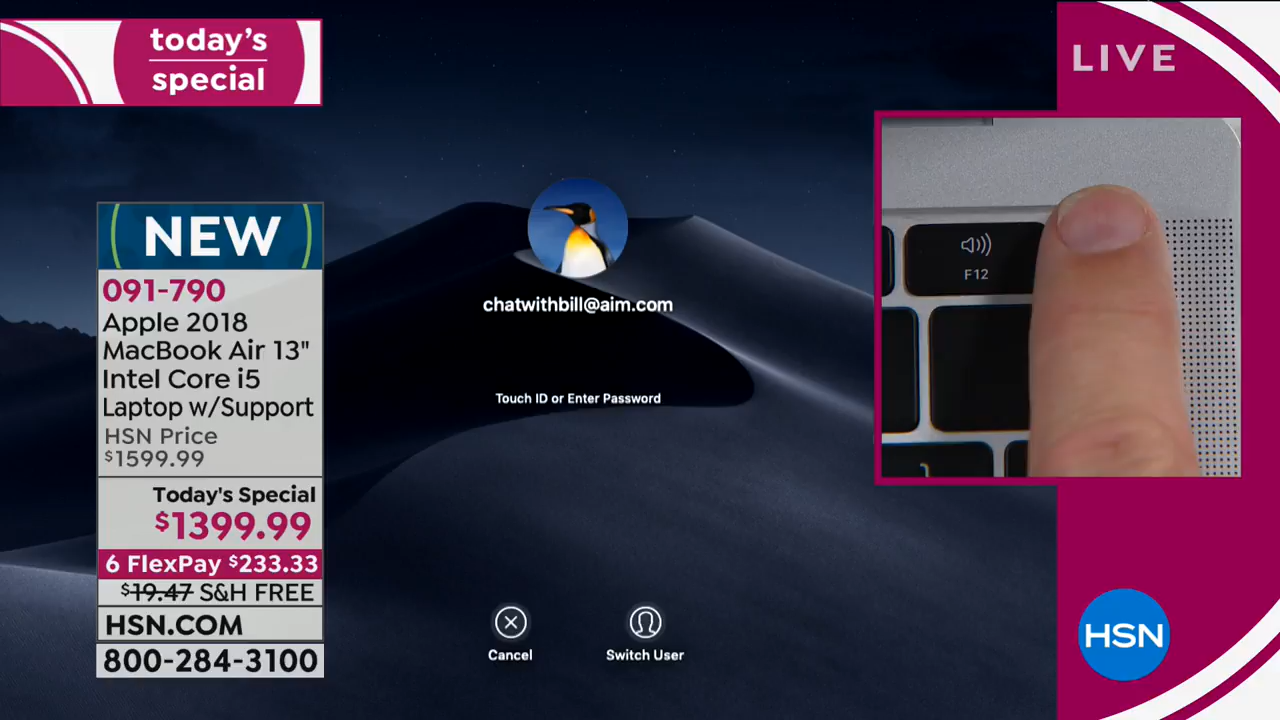 today's
special
LIVE
NEW
091-790
Apple 2018
MacBook Air 13"
Intel Core i5
Laptop w/Support
HSN Price
$1599.99
Today's Special
$1399.99
6 FlexPay $233.33
$19.47 S&H FREE
HSN.COM
800-284-3100
chatwithbill@aim.com
Touch ID or Enter Password
Cancel
Switch User
F12
HSN